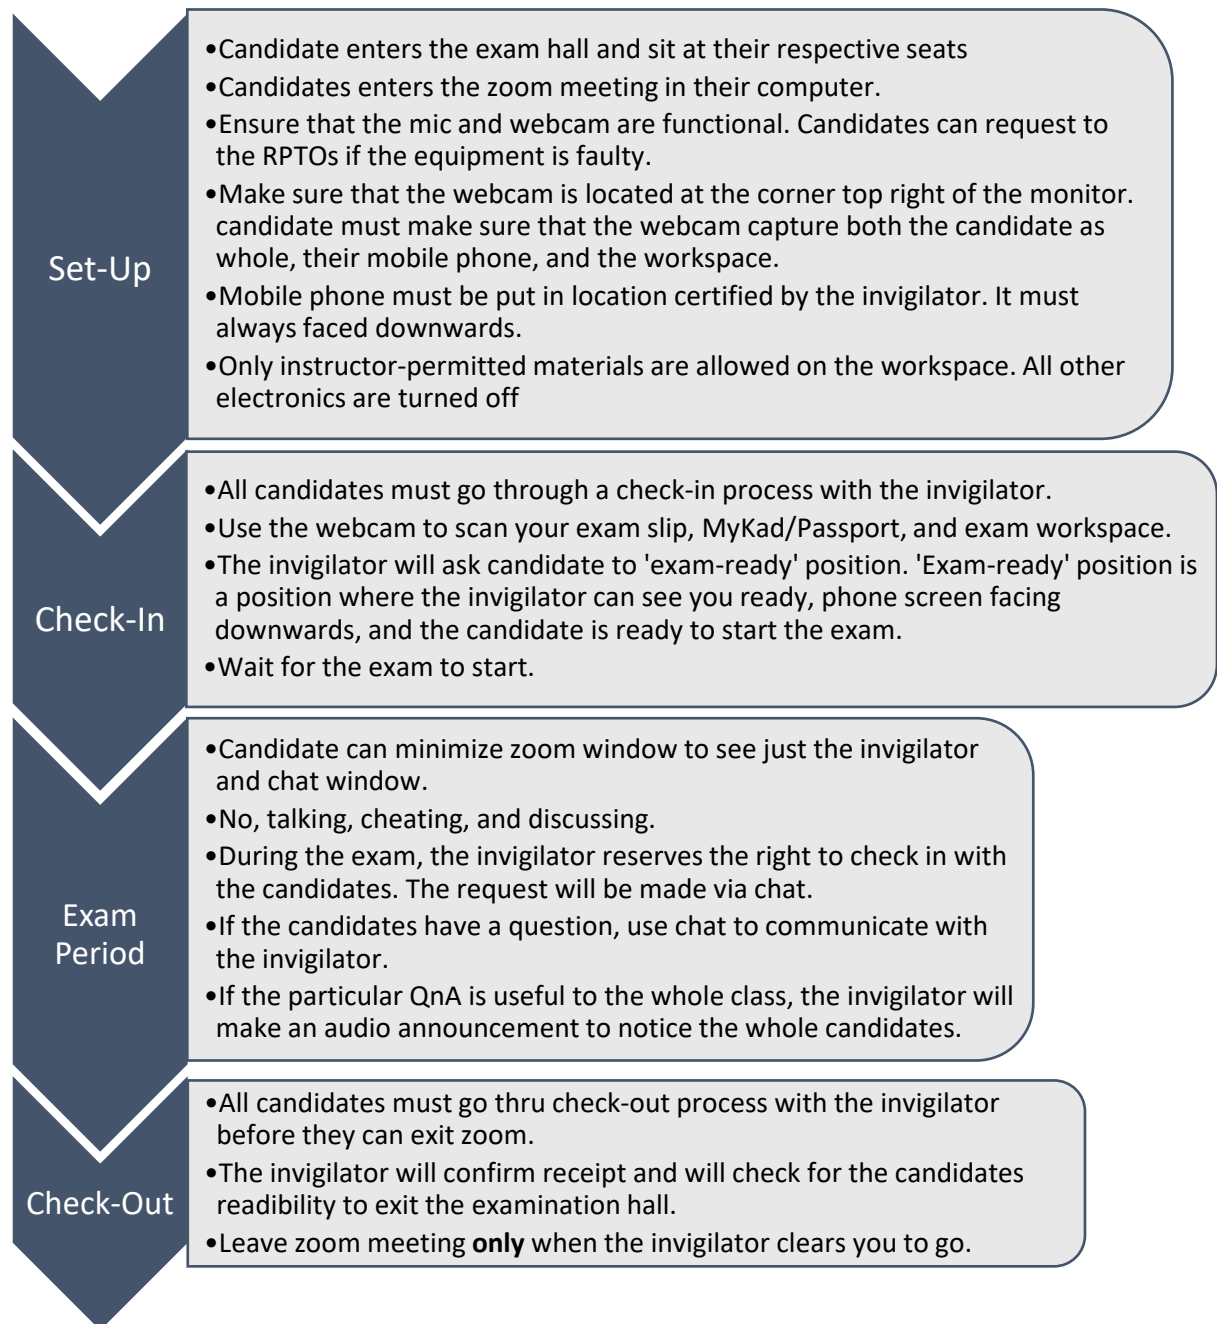 Set-Up
•Candidate enters the exam hall and sit at their respective seats
•Candidates enters the zoom meeting in their computer.
•Ensure that the mic and webcam are functional. Candidates can request to
the RPTOs if the equipment is faulty.
•Make sure that the webcam is located at the corner top right of the monitor.
candidate must make sure that the webcam capture both the candidate as
whole, their mobile phone, and the workspace.
•Mobile phone must be put in location certified by the invigilator. It must
always faced downwards.
•Only instructor-permitted materials are allowed on the workspace. All other
electronics are turned off
Check-In
•All candidates must go through a check-in process with the invigilator.
•Use the webcam to scan your exam slip, MyKad/Passport, and exam workspace.
•The invigilator will ask candidate to 'exam-ready' position. 'Exam-ready' position is
a position where the invigilator can see you ready, phone screen facing
downwards, and the candidate is ready to start the exam.
•Wait for the exam to start.
Exam
Period
•Candidate can minimize zoom window to see just the invigilator
and chat window.
•No, talking, cheating, and discussing.
•During the exam, the invigilator reserves the right to check in with
the candidates. The request will be made via chat.
•If the candidates have a question, use chat to communicate with
the invigilator.
•If the particular QnA is useful to the whole class, the invigilator will
make an audio announcement to notice the whole candidates.
Check-Out
•All candidates must go thru check-out process with the invigilator
before they can exit zoom.
•The invigilator will confirm receipt and will check for the candidates
readibility to exit the examination hall.
•Leave zoom meeting only when the invigilator clears you to go.